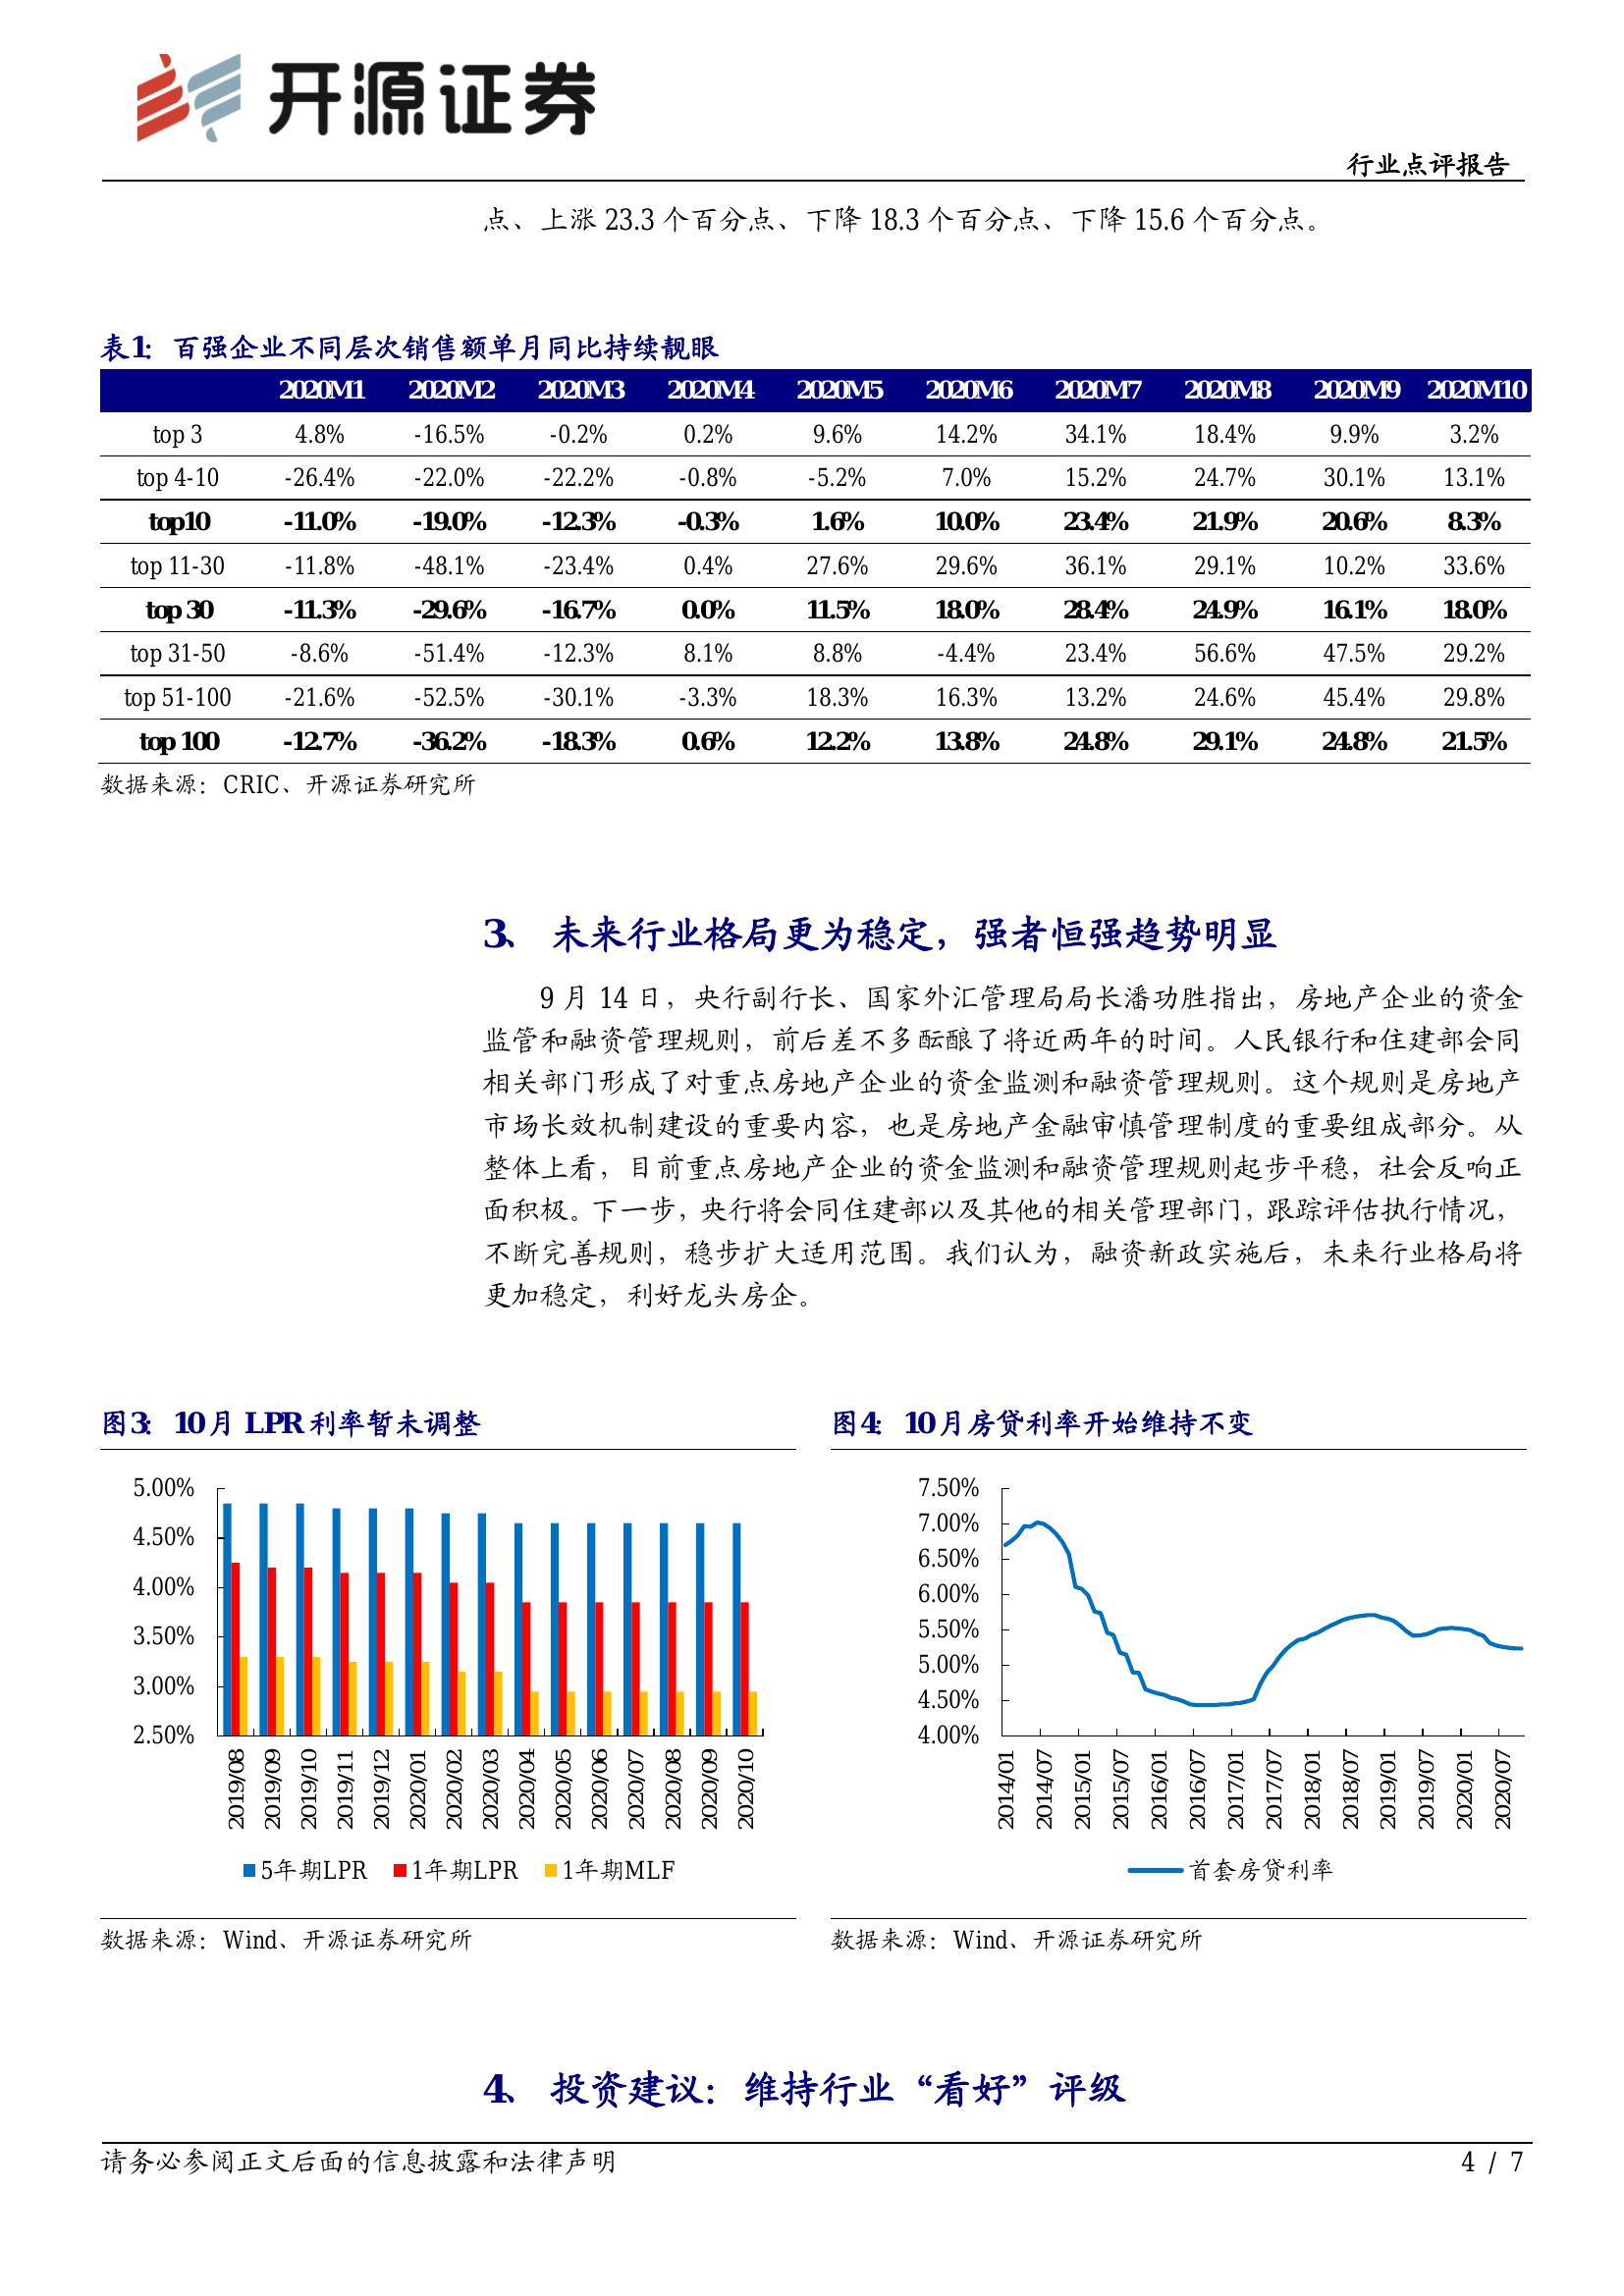 开源证券
行业点评报告
点、上涨 23.3 个百分点、下降 18.3 个百分点、下降 15.6 个百分点。
表1：百强企业不同层次销售额单月同比持续靓眼
2020M1 2020M2 2020M3 2020M4 2020M5 2020M6 2020M7 2020M8 2020M9 2020M10
top 3 4.8% -16.5% -0.2% 0.2% 9.6% 14.2% 34.1% 18.4% 9.9% 3.2%
top 4-10 -26.4% -22.0% -22.2% -0.8% -5.2% 7.0% 15.2% 24.7% 30.1% 13.1%
top10 -11.0% -19.0% -12.3% -0.3% 1.6% 10.0% 23.4% 21.9% 20.6% 8.3%
top 11-30 -11.8% -48.1% -23.4% 0.4% 27.6% 29.6% 36.1% 29.1% 10.2% 33.6%
top 30 -11.3% -29.6% -16.7% 0.0% 11.5% 18.0% 28.4% 24.9% 16.1% 18.0%
top 31-50 -8.6% -51.4% -12.3% 8.1% 8.8% -4.4% 23.4% 56.6% 47.5% 29.2%
top 51-100 -21.6% -52.5% -30.1% -3.3% 18.3% 16.3% 13.2% 24.6% 45.4% 29.8%
top 100 -12.7% -36.2% -18.3% 0.6% 12.2% 13.8% 24.8% 29.1% 24.8% 21.5%
数据来源：CRIC、开源证券研究所
3、 未来行业格局更为稳定，强者恒强趋势明显
9 月 14 日，央行副行长、国家外汇管理局局长潘功胜指出，房地产企业的资金
监管和融资管理规则，前后差不多酝酿了将近两年的时间。人民银行和住建部会同
相关部门形成了对重点房地产企业的资金监测和融资管理规则。这个规则是房地产
市场长效机制建设的重要内容，也是房地产金融审慎管理制度的重要组成部分。从
整体上看，目前重点房地产企业的资金监测和融资管理规则起步平稳，社会反响正
面积极。下一步，央行将会同住建部以及其他的相关管理部门，跟踪评估执行情况，
不断完善规则，稳步扩大适用范围。我们认为，融资新政实施后，未来行业格局将
更加稳定，利好龙头房企。
图3：10月 LPR 利率暂未调整
5.00%
4.50%
4.00%
3.50%
3.00%
2.50%
2019/08 2019/09 2019/10 2019/11 2019/12 2020/01 2020/02 2020/03 2020/04 2020/05 2020/06 2020/07 2020/08 2020/09 2020/10
5年期LPR 1年期LPR 1年期MLF
数据来源：Wind、开源证券研究所
图4：10月房贷利率开始维持不变
7.50%
7.00%
6.50%
6.00%
5.50%
5.00%
4.50%
4.00%
2014/01 2014/07 2015/01 2015/07 2016/01 2016/07 2017/01 2017/07 2018/01 2018/07 2019/01 2019/07 2020/01 2020/07
首套房贷利率
数据来源：Wind、开源证券研究所
4、 投资建议：维持行业“看好”评级
请务必参阅正文后面的信息披露和法律声明
4 / 7